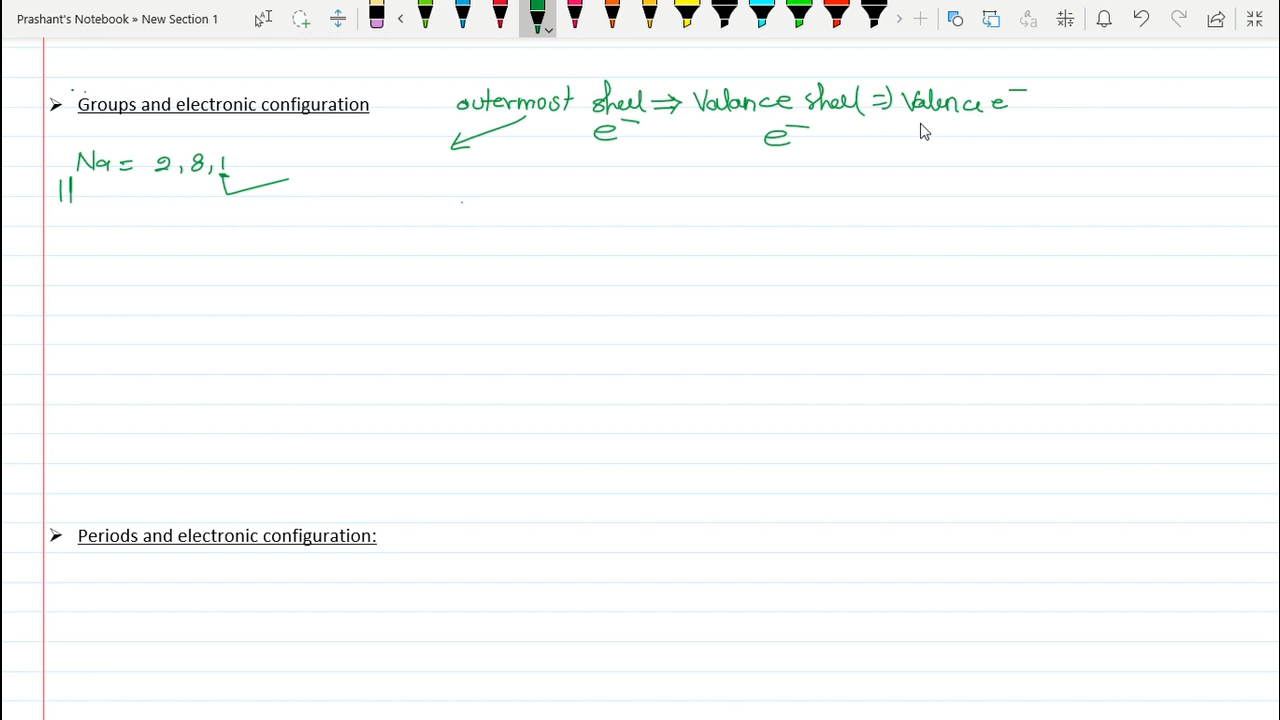 Prashant's Notebook » New Section 1
Groups and electronic configuration
outermost shell ⇒ Valance shell ⇒ Valence e⁻
e⁻ e⁻
Na = 2, 8, 1
11
Periods and electronic configuration: